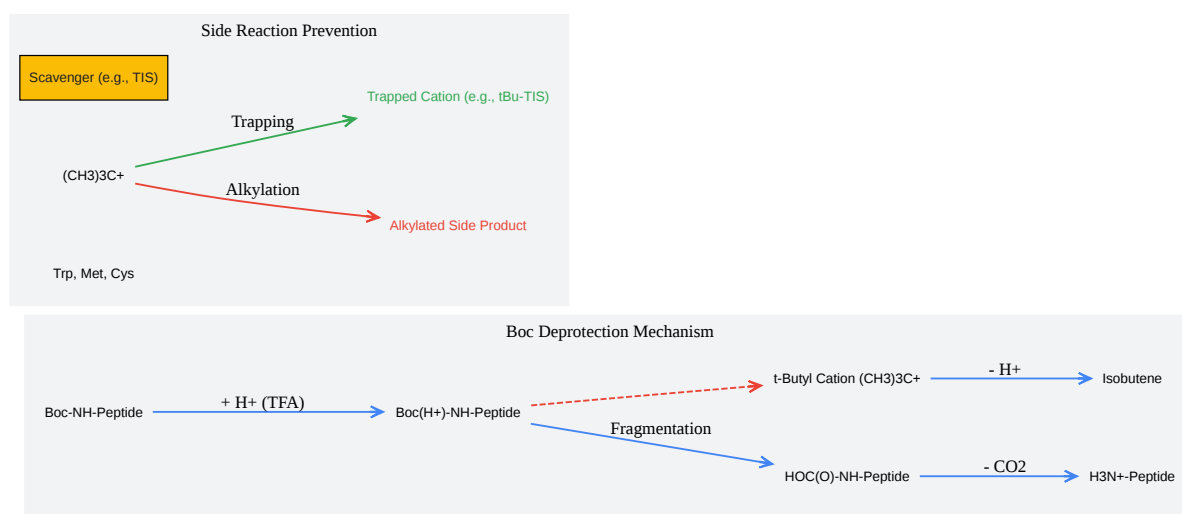 Side Reaction Prevention
Scavenger (e.g., TIS)
Trapped Cation (e.g., tBu-TIS)
Trapping
(CH3)3C+
Alkylation
Alkylated Side Product
Trp, Met, Cys
Boc Deprotection Mechanism
t-Butyl Cation (CH3)3C+
- H+
Isobutene
Boc-NH-Peptide
+ H+ (TFA)
Boc(H+)-NH-Peptide
Fragmentation
HOC(O)-NH-Peptide
- CO2
H3N+-Peptide